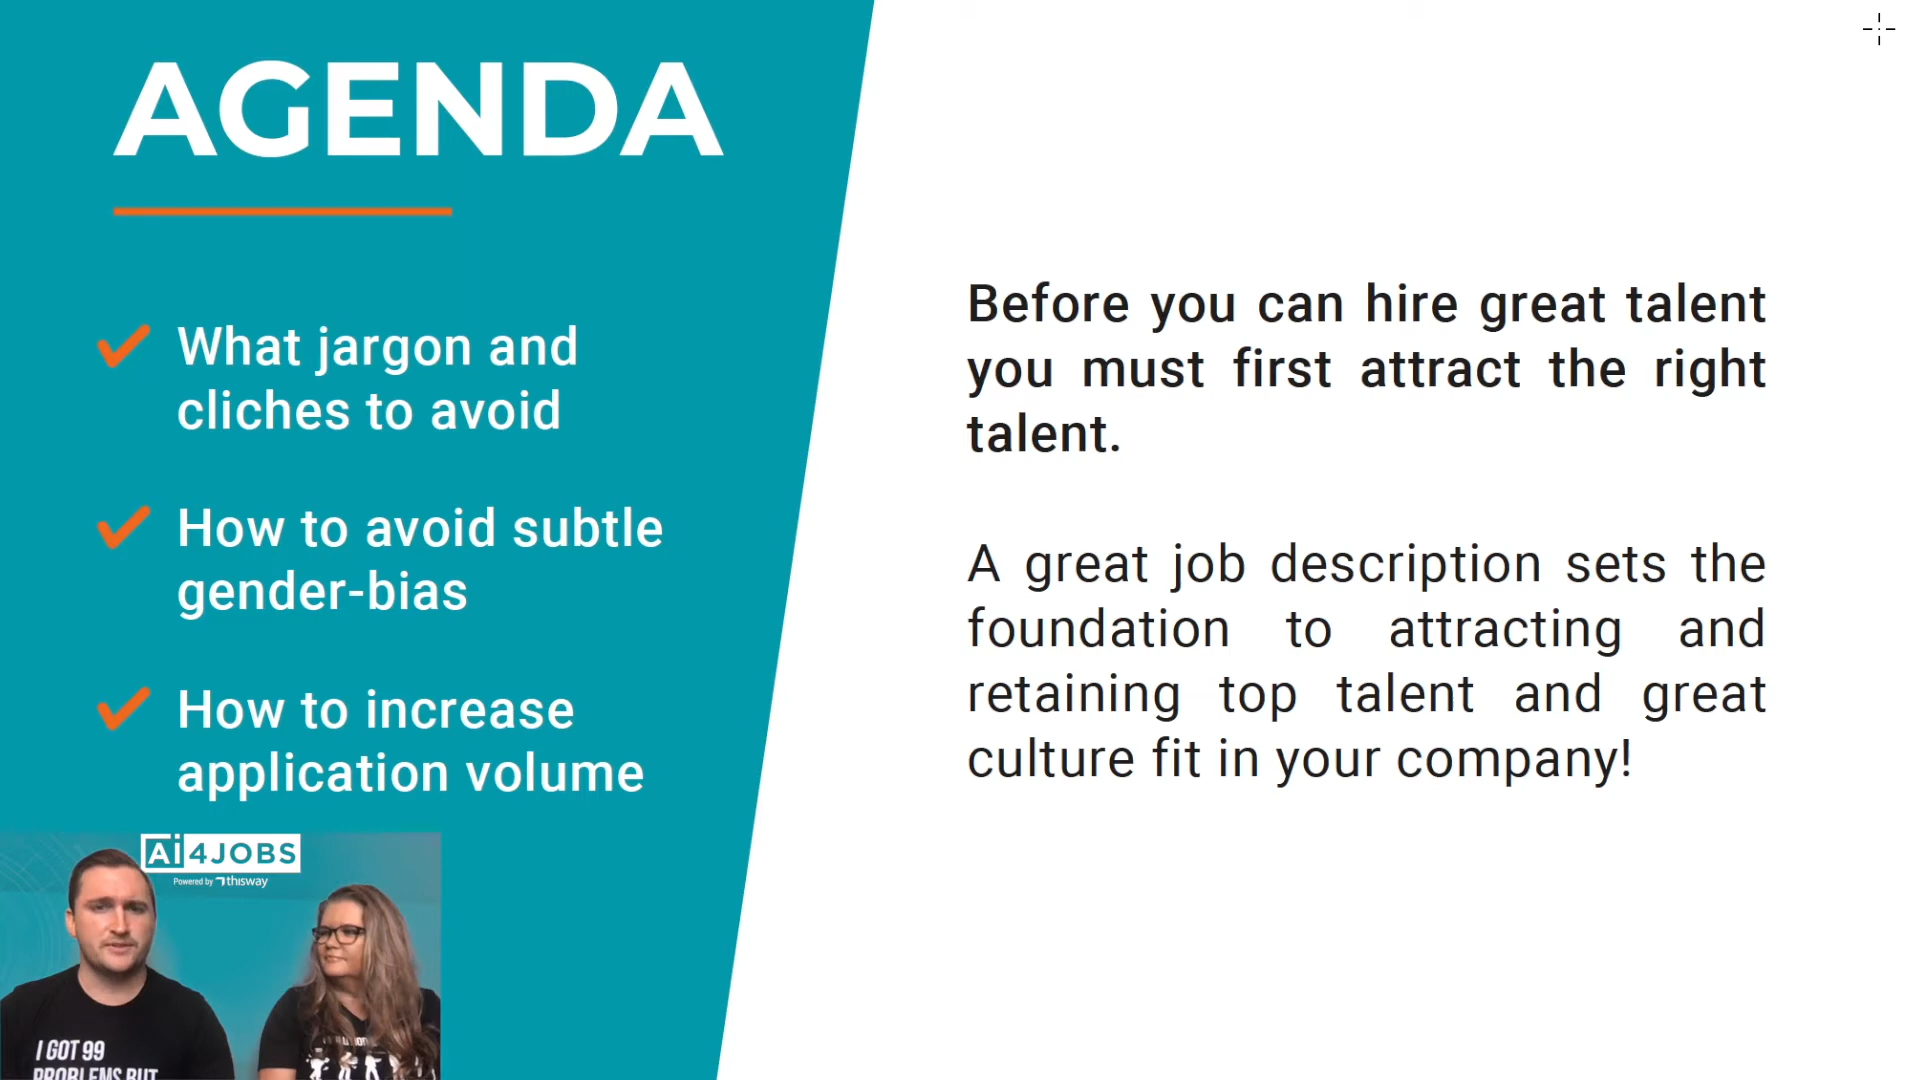 AGENDA
What jargon and
cliches to avoid
How to avoid subtle
gender-bias
How to increase
application volume
Before you can hire great talent
you must first attract the right
talent.
A great job description sets the
foundation to attracting and
retaining top talent and great
culture fit in your company!
Ai4JOBS
Powered by thisway
I GOT 99
PROBLEMS BUT